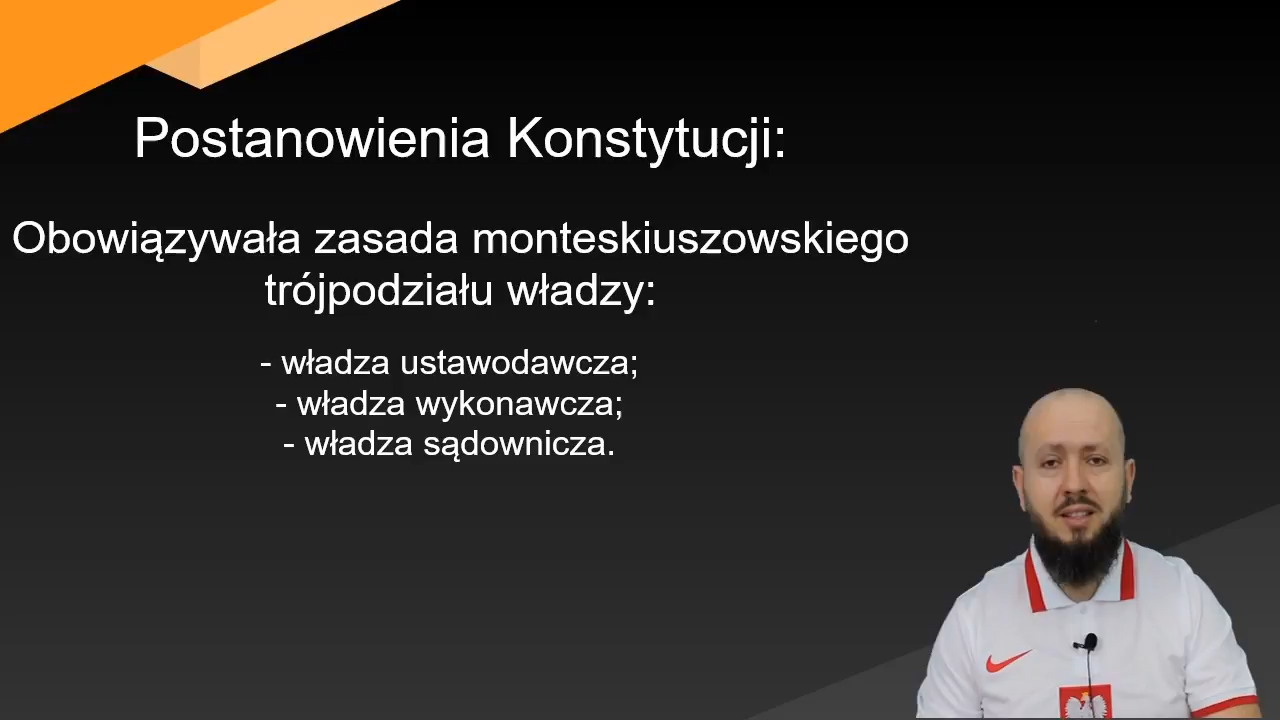 Postanowienia Konstytucji:
Obowiązywała zasada monteskiuszowskiego
trójpodziału władzy:
- władza ustawodawcza;
- władza wykonawcza;
- władza sądownicza.